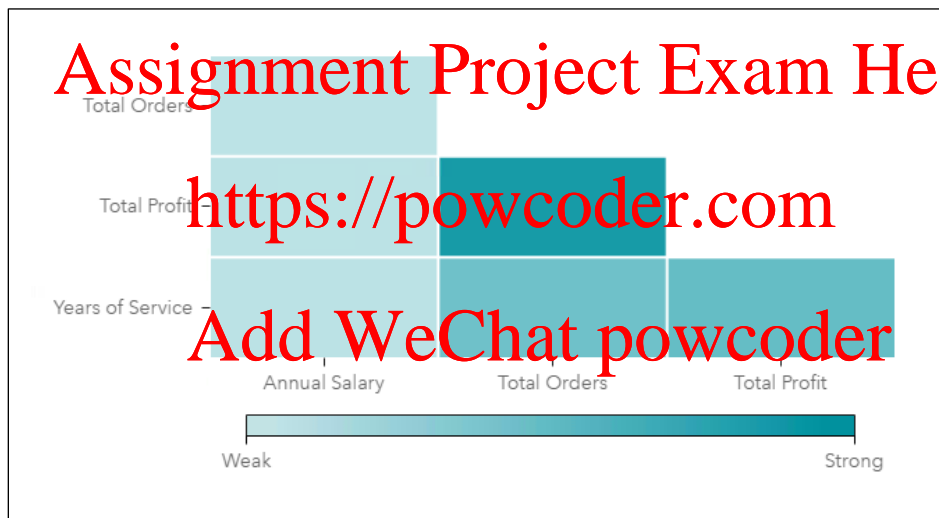 Assignment Project Exam He
Total Orders
https://powcoder.com
Total Profit
Add WeChat powcoder
Years of Service
Annual Salary Total Orders Total Profit
Weak Strong